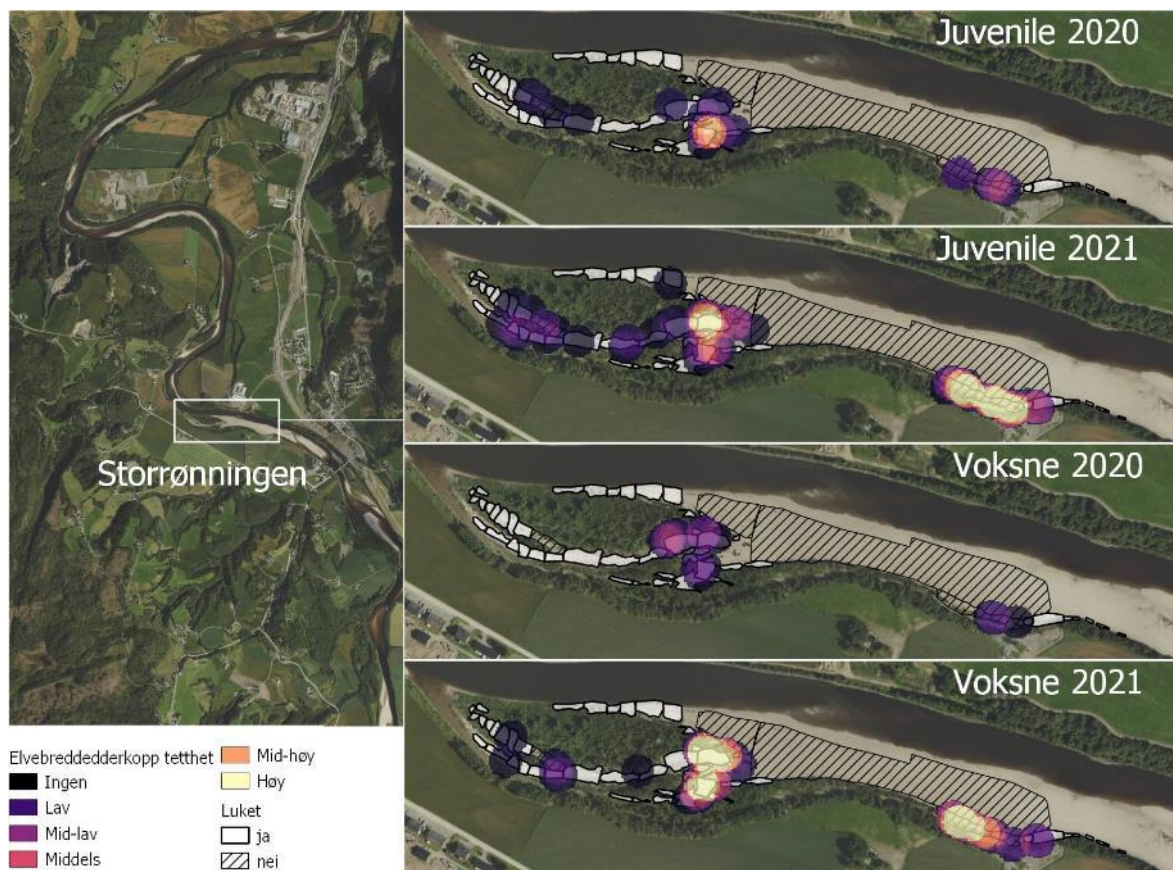 Juvenile 2020
Juvenile 2021
Storrønningen
Voksne 2020
Voksne 2021
Elvebreddedderkopp tetthet
Ingen
Lav
Mid-lav
Middels
Mid-høy
Høy
Luket
ja
nei